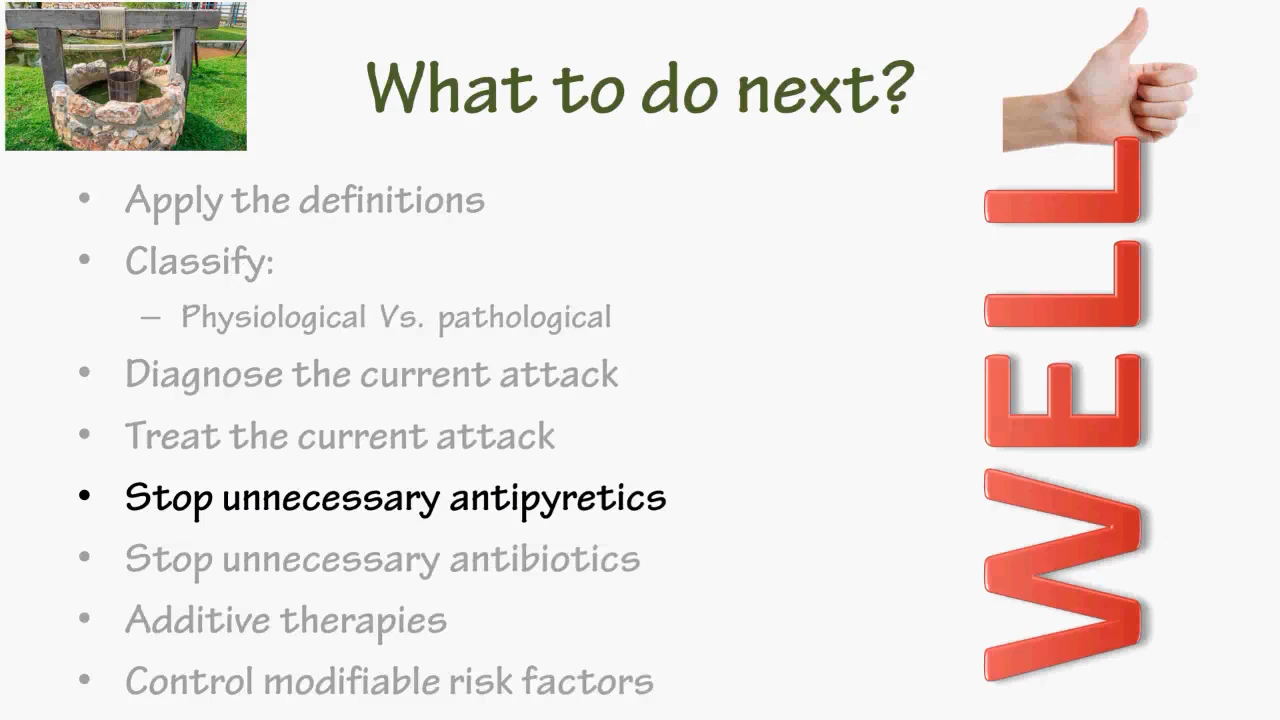 What to do next?
• Apply the definitions
• Classify:
– Physiological Vs. pathological
• Diagnose the current attack
• Treat the current attack
• Stop unnecessary antipyretics
• Stop unnecessary antibiotics
• Additive therapies
• Control modifiable risk factors
WELL